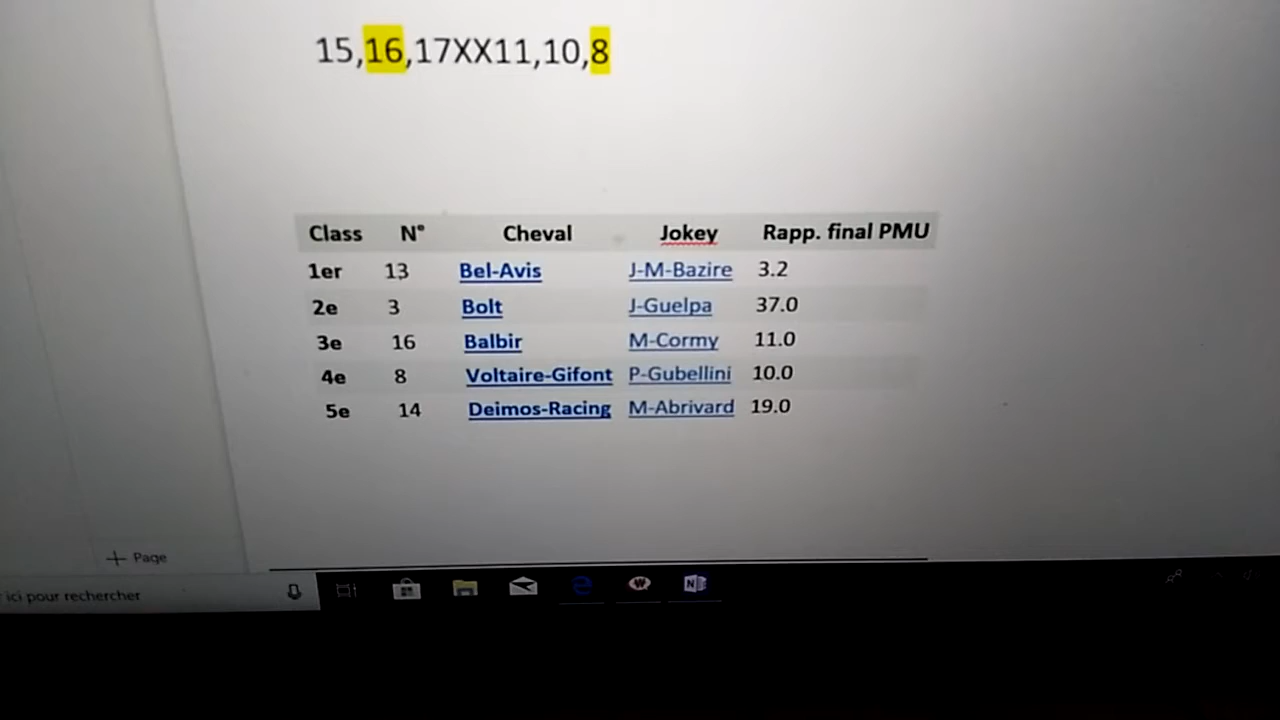 15,16,17XX11,10,8
Class N° Cheval Jokey Rapp. final PMU
1er 13 Bel-Avis J-M-Bazire 3.2
2e 3 Bolt J-Guelpa 37.0
3e 16 Balbir M-Cormy 11.0
4e 8 Voltaire-Gifont P-Gubellini 10.0
5e 14 Deimos-Racing M-Abrivard 19.0
+ Page
ici pour rechercher